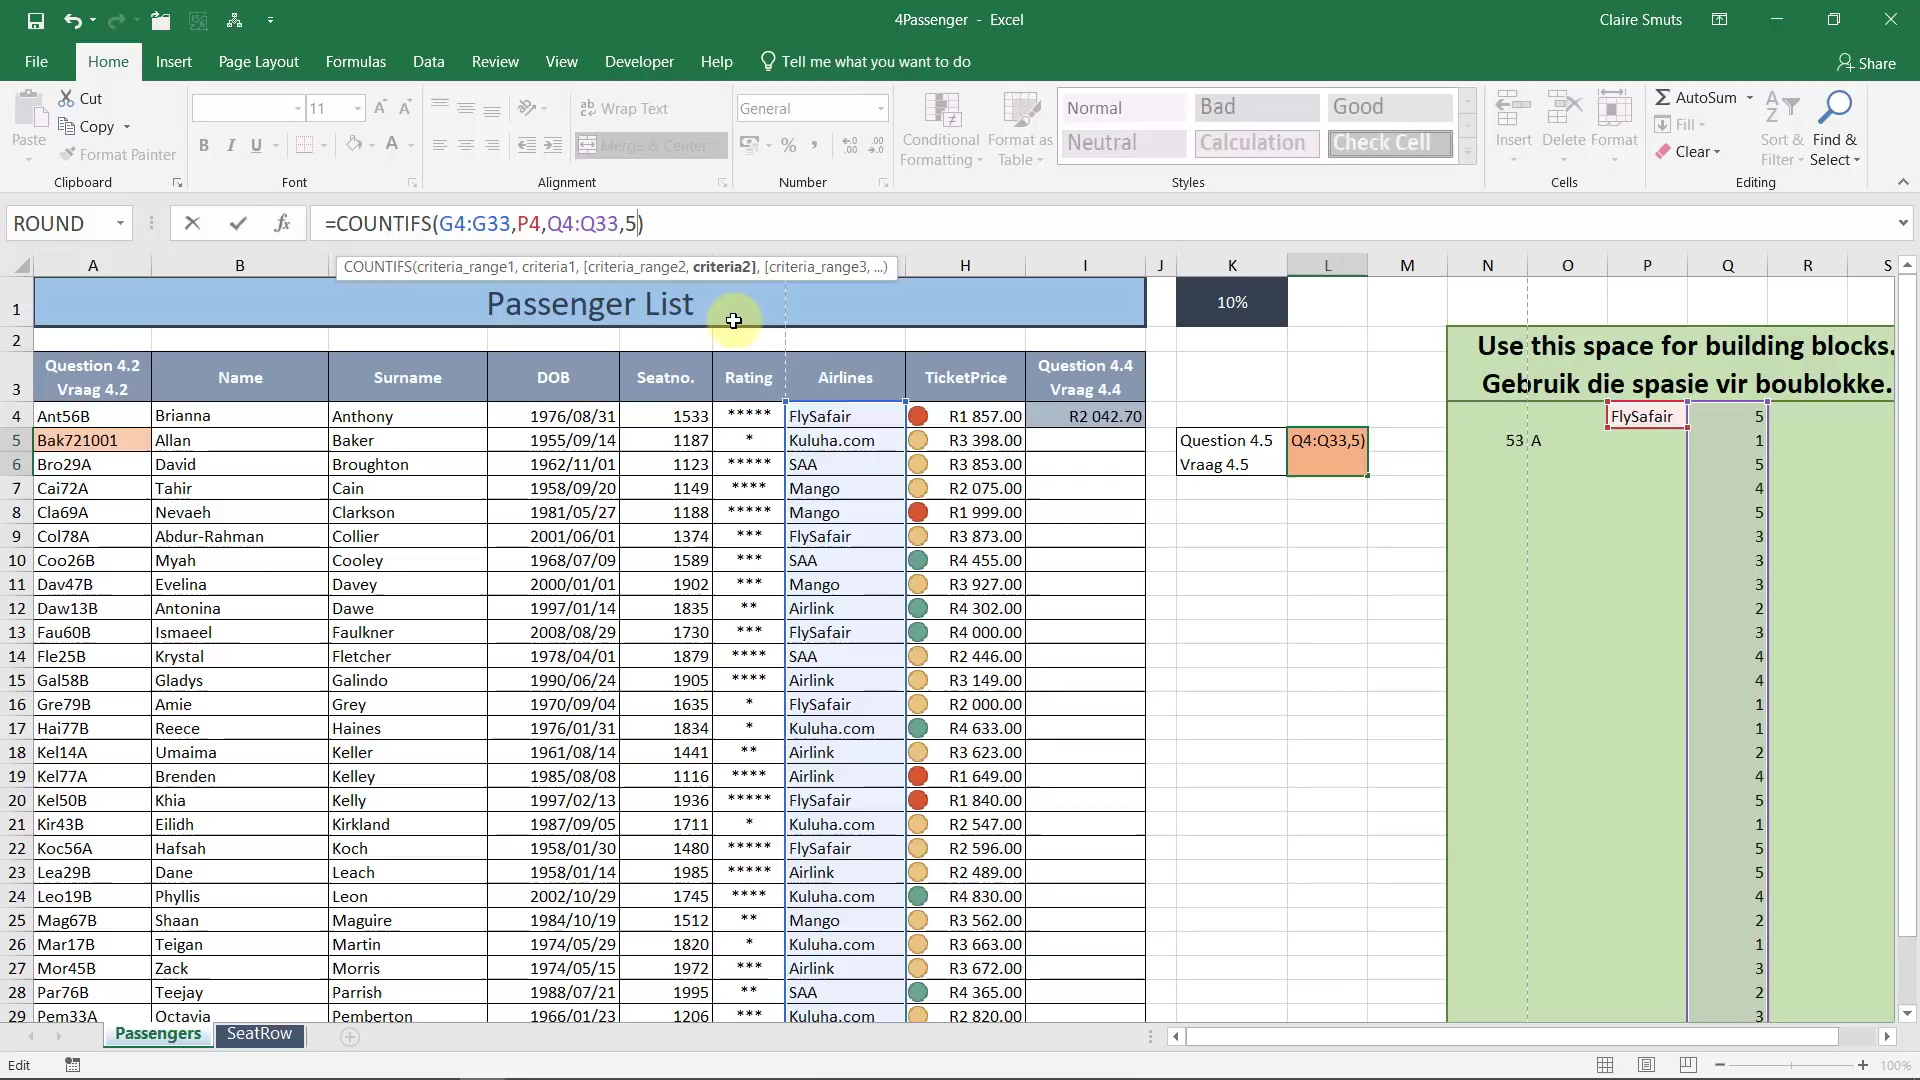 4Passenger - Excel
Claire Smuts
File Home Insert Page Layout Formulas Data Review View Developer Help Tell me what you want to do Share
Paste Cut Copy Format Painter
11
Wrap Text
Merge & Center
General
Conditional Formatting Format as Table
Normal Bad Good
Neutral Calculation Check Cell
Insert Delete Format
AutoSum Fill Clear
Sort & Filter Find & Select
Clipboard Font Alignment Number Styles Cells Editing
ROUND =COUNTIFS(G4:G33,P4,Q4:Q33,5)
COUNTIFS(criteria_range1, criteria1, [criteria_range2, criteria2], [criteria_range3, ...)
A B H I J K L M N O P Q R S
1 Passenger List 10%
2
3 Question 4.2 Vraag 4.2 Name Surname DOB Seatno. Rating Airlines TicketPrice Question 4.4 Vraag 4.4
Use this space for building blocks.
Gebruik die spasie vir boublokke.
4 Ant56B Brianna Anthony 1976/08/31 1533 ***** FlySafair R1 857.00 R2 042.70 FlySafair 5
5 Bak721001 Allan Baker 1955/09/14 1187 * Kuluha.com R3 398.00 Question 4.5 Q4:Q33,5) 53 A 1
6 Bro29A David Broughton 1962/11/01 1123 ***** SAA R3 853.00 Vraag 4.5 5
7 Cai72A Tahir Cain 1958/09/20 1149 **** Mango R2 075.00 4
8 Cla69A Nevaeh Clarkson 1981/05/27 1188 ***** Mango R1 999.00 5
9 Col78A Abdur-Rahman Collier 2001/06/01 1374 *** FlySafair R3 873.00 3
10 Coo26B Myah Cooley 1968/07/09 1589 *** SAA R4 455.00 3
11 Dav47B Evelina Davey 2000/01/01 1902 *** Mango R3 927.00 3
12 Daw13B Antonina Dawe 1997/01/14 1835 ** Airlink R4 302.00 2
13 Fau60B Ismaeel Faulkner 2008/08/29 1730 *** FlySafair R4 000.00 3
14 Fle25B Krystal Fletcher 1978/04/01 1879 **** SAA R2 446.00 4
15 Gal58B Gladys Galindo 1990/06/24 1905 **** Airlink R3 149.00 4
16 Gre79B Amie Grey 1970/09/04 1635 * FlySafair R2 000.00 1
17 Hai77B Reece Haines 1976/01/31 1834 * Kuluha.com R4 633.00 1
18 Kel14A Umaima Keller 1961/08/14 1441 ** Airlink R3 623.00 2
19 Kel77A Brenden Kelley 1985/08/08 1116 **** Airlink R1 649.00 4
20 Kel50B Khia Kelly 1997/02/13 1936 ***** FlySafair R1 840.00 5
21 Kir43B Eilidh Kirkland 1987/09/05 1711 * Kuluha.com R2 547.00 1
22 Koc56A Hafsah Koch 1958/01/30 1480 ***** FlySafair R2 596.00 5
23 Lea29B Dane Leach 1958/01/14 1985 ***** Airlink R2 489.00 5
24 Leo19B Phyllis Leon 2002/10/29 1745 **** Kuluha.com R4 830.00 4
25 Mag67B Shaan Maguire 1984/10/19 1512 ** Mango R3 562.00 2
26 Mar17B Teigan Martin 1974/05/29 1820 * Kuluha.com R3 663.00 1
27 Mor45B Zack Morris 1974/05/15 1972 *** Airlink R3 672.00 3
28 Par76B Teejay Parrish 1988/07/21 1995 ** SAA R4 365.00 2
29 Pem33A Octavia Pemberton 1966/01/23 1206 *** Kuluha.com R2 820.00 3
Passengers SeatRow
Edit 100%